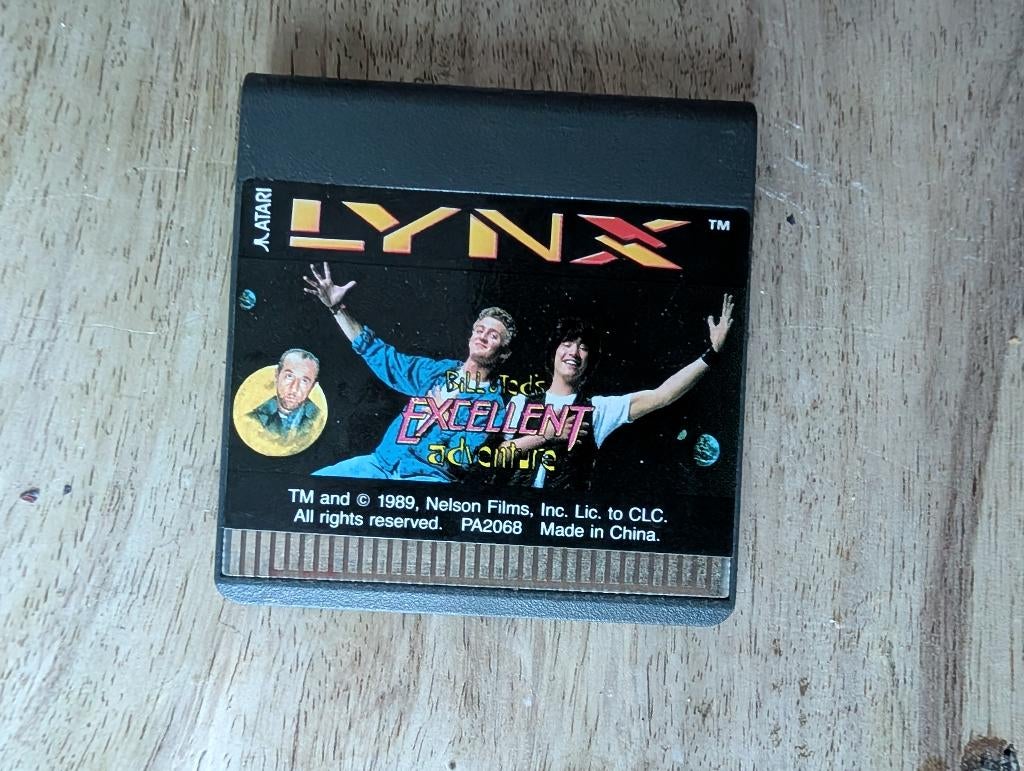 ATARI
LYNX TM
BiLL & Ted's
EXCELLENT
adventure
TM and © 1989, Nelson Films, Inc. Lic. to CLC.
All rights reserved. PA2068 Made in China.